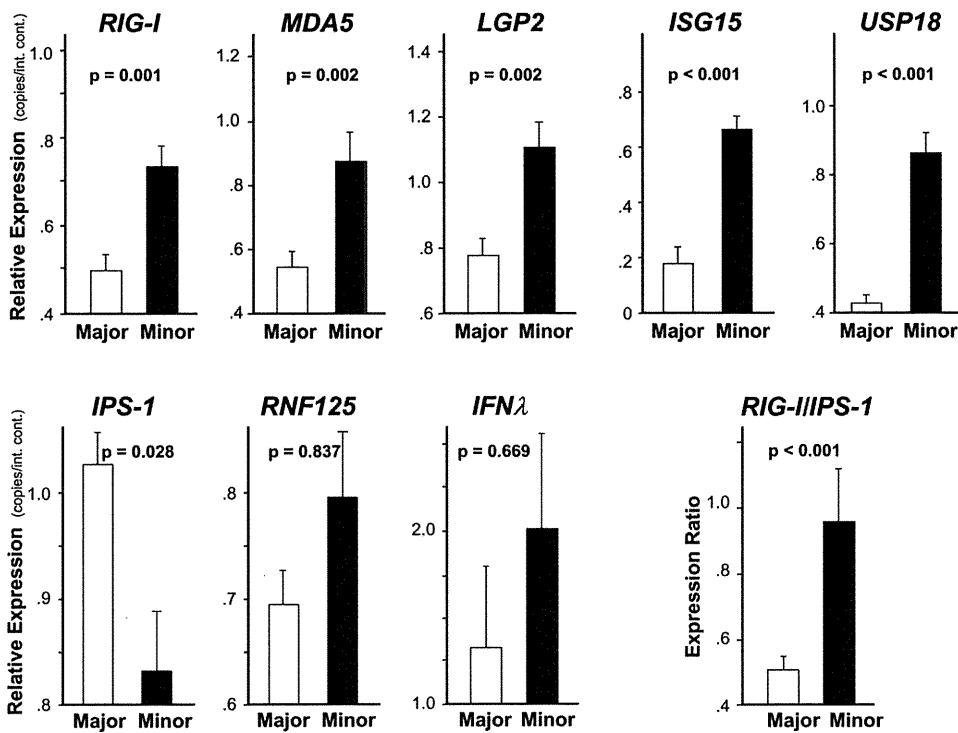 RIG-I MDA5 LGP2 ISG15 USP18
Relative Expression (copies/int. cont.)
1.0
.8
.6
.4
p = 0.001
Major Minor
1.2
1.0
.8
.6
.4
p = 0.002
Major Minor
1.4
1.2
1.0
.8
.6
p = 0.002
Major Minor
.8
.6
.4
.2
0
p < 0.001
Major Minor
1.0
.8
.6
.4
p < 0.001
Major Minor
IPS-1 RNF125 IFNλ RIG-I/IPS-1
Relative Expression (copies/int. cont.)
1.0
.9
.8
p = 0.028
Major Minor
.8
.7
.6
p = 0.837
Major Minor
2.0
1.0
p = 0.669
Major Minor
Expression Ratio
1.0
.8
.6
.4
p < 0.001
Major Minor